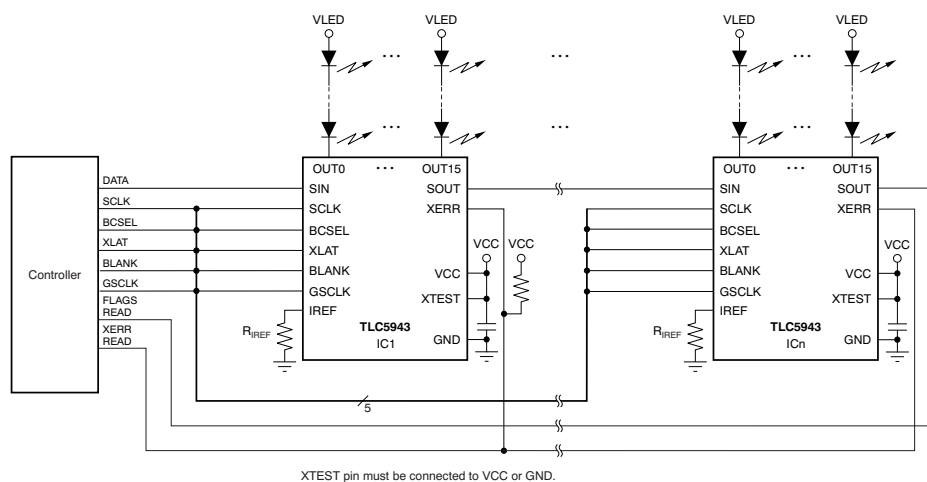 VLED VLED VLED VLED
... ... ...
... ... ...
OUT0 ... OUT15 OUT0 ... OUT15
Controller
DATA
SCLK
BCSEL
XLAT
BLANK
GSCLK
FLAGS
READ
XERR
READ
SIN
SCLK
BCSEL
XLAT
BLANK
GSCLK
IREF
RIREF
SOUT
XERR
VCC
XTEST
GND
TLC5943
IC1
VCC VCC
5
SIN
SCLK
BCSEL
XLAT
BLANK
GSCLK
IREF
RIREF
SOUT
XERR
VCC
XTEST
GND
TLC5943
ICn
VCC
XTEST pin must be connected to VCC or GND.